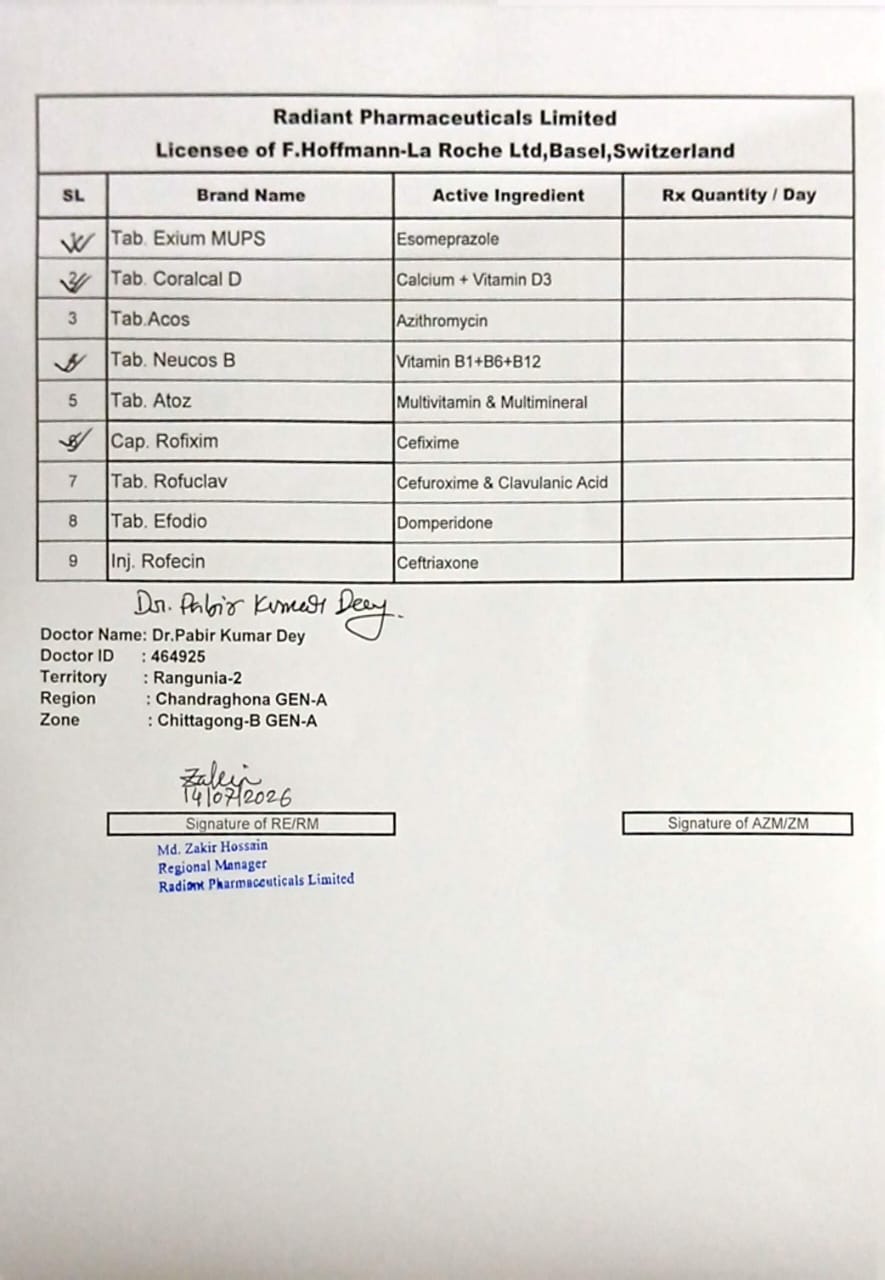 Radiant Pharmaceuticals Limited
Licensee of F.Hoffmann-La Roche Ltd,Basel,Switzerland
SL Brand Name Active Ingredient Rx Quantity / Day
Tab. Exium MUPS Esomeprazole
2 Tab. Coralcal D Calcium + Vitamin D3
3 Tab.Acos Azithromycin
Tab. Neucos B Vitamin B1+B6+B12
5 Tab. Atoz Multivitamin & Multimineral
Cap. Rofixim Cefixime
7 Tab. Rofuclav Cefuroxime & Clavulanic Acid
8 Tab. Efodio Domperidone
9 Inj. Rofecin Ceftriaxone
Dr. Pabir Kumar Deey.
Doctor Name: Dr.Pabir Kumar Dey
Doctor ID : 464925
Territory : Rangunia-2
Region : Chandraghona GEN-A
Zone : Chittagong-B GEN-A
Zakir
14/07/2026
Signature of RE/RM Signature of AZM/ZM
Md. Zakir Hossain
Regional Manager
Radiant Pharmaceuticals Limited